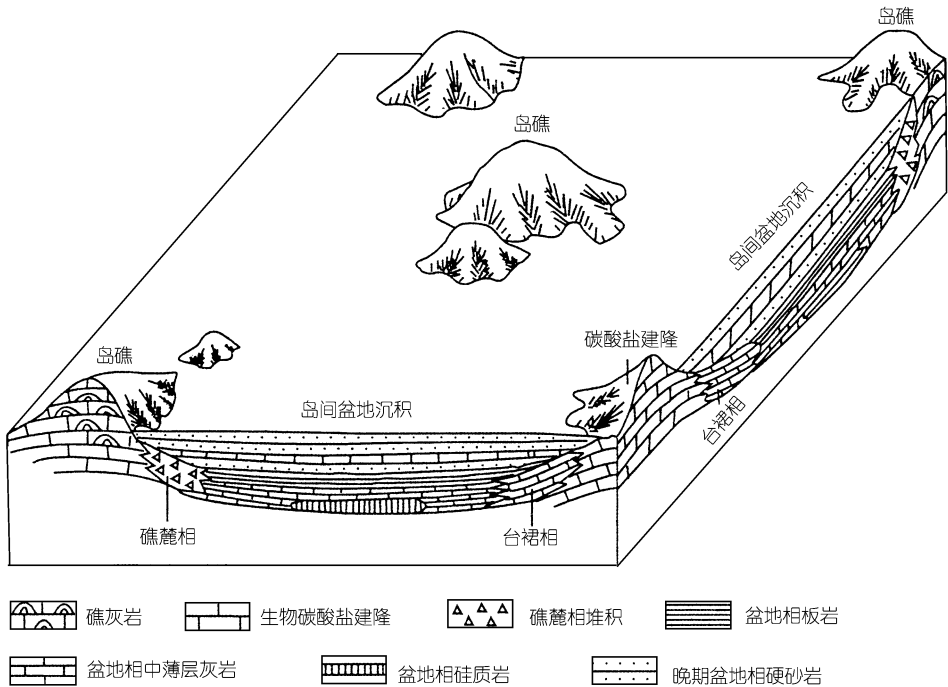 岛礁
岛礁
岛间盆地沉积
碳酸盐建隆
岛礁
岛间盆地沉积
台裙相
礁麓相
台裙相
礁灰岩
生物碳酸盐建隆
礁麓相堆积
盆地相板岩
盆地相中薄层灰岩
盆地相硅质岩
晚期盆地相硬砂岩